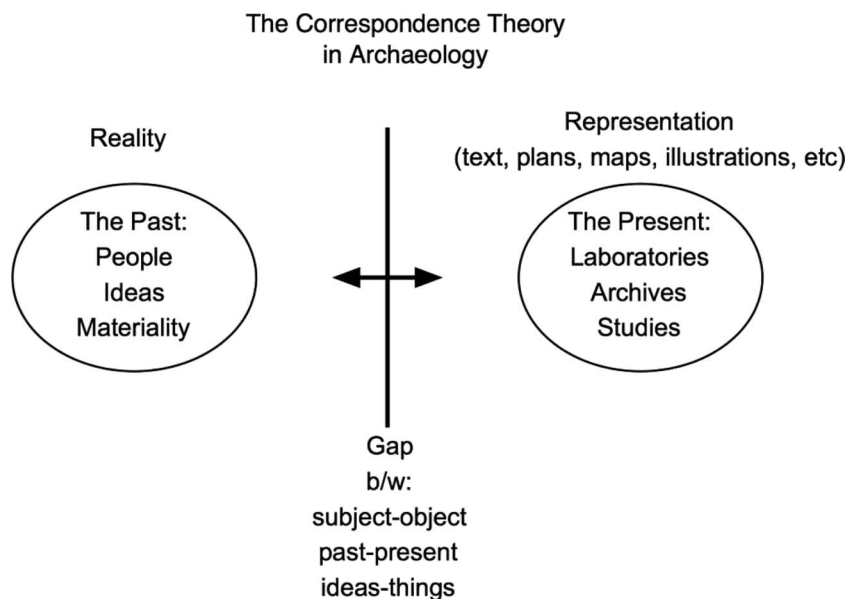 The Correspondence Theory
in Archaeology
Reality
The Past:
People
Ideas
Materiality
Representation
(text, plans, maps, illustrations, etc)
The Present:
Laboratories
Archives
Studies
Gap
b/w:
subject-object
past-present
ideas-things